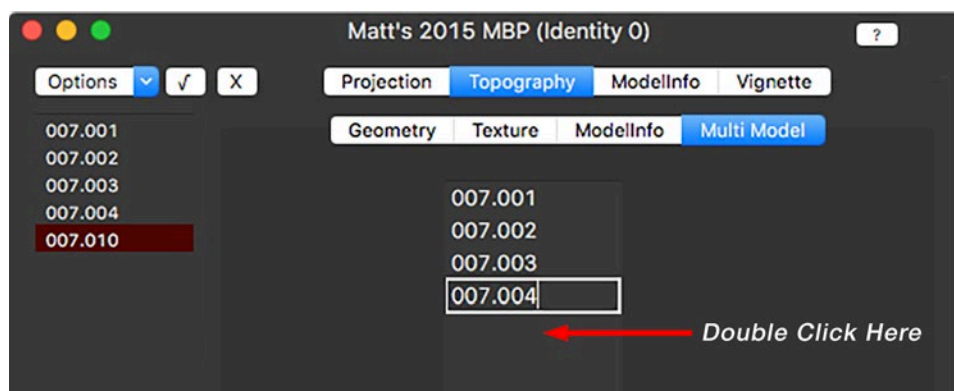 Matt's 2015 MBP (Identity 0) ?
Options √ X Projection Topography ModelInfo Vignette
Geometry Texture ModelInfo Multi Model
007.001
007.002
007.003
007.004
007.010
007.001
007.002
007.003
007.004
Double Click Here